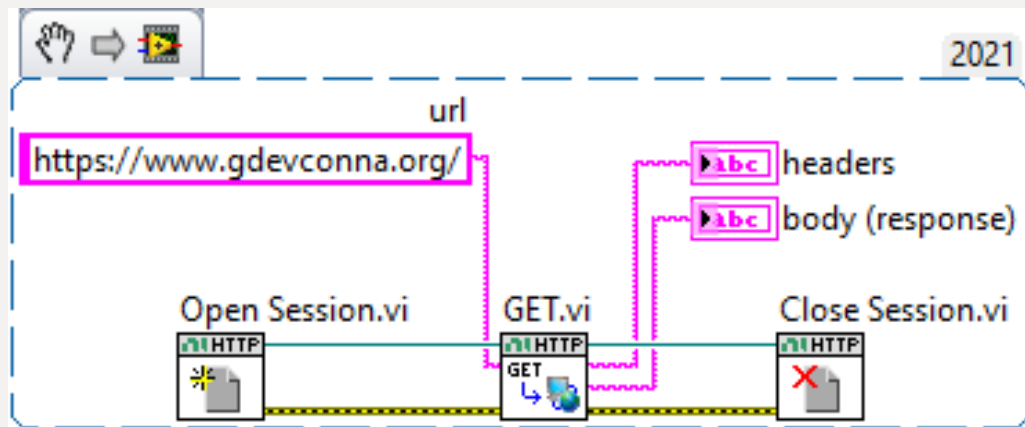 2021
url
https://www.gdevconna.org/
abc headers
abc body (response)
Open Session.vi GET.vi Close Session.vi
HTTP HTTP HTTP
GET